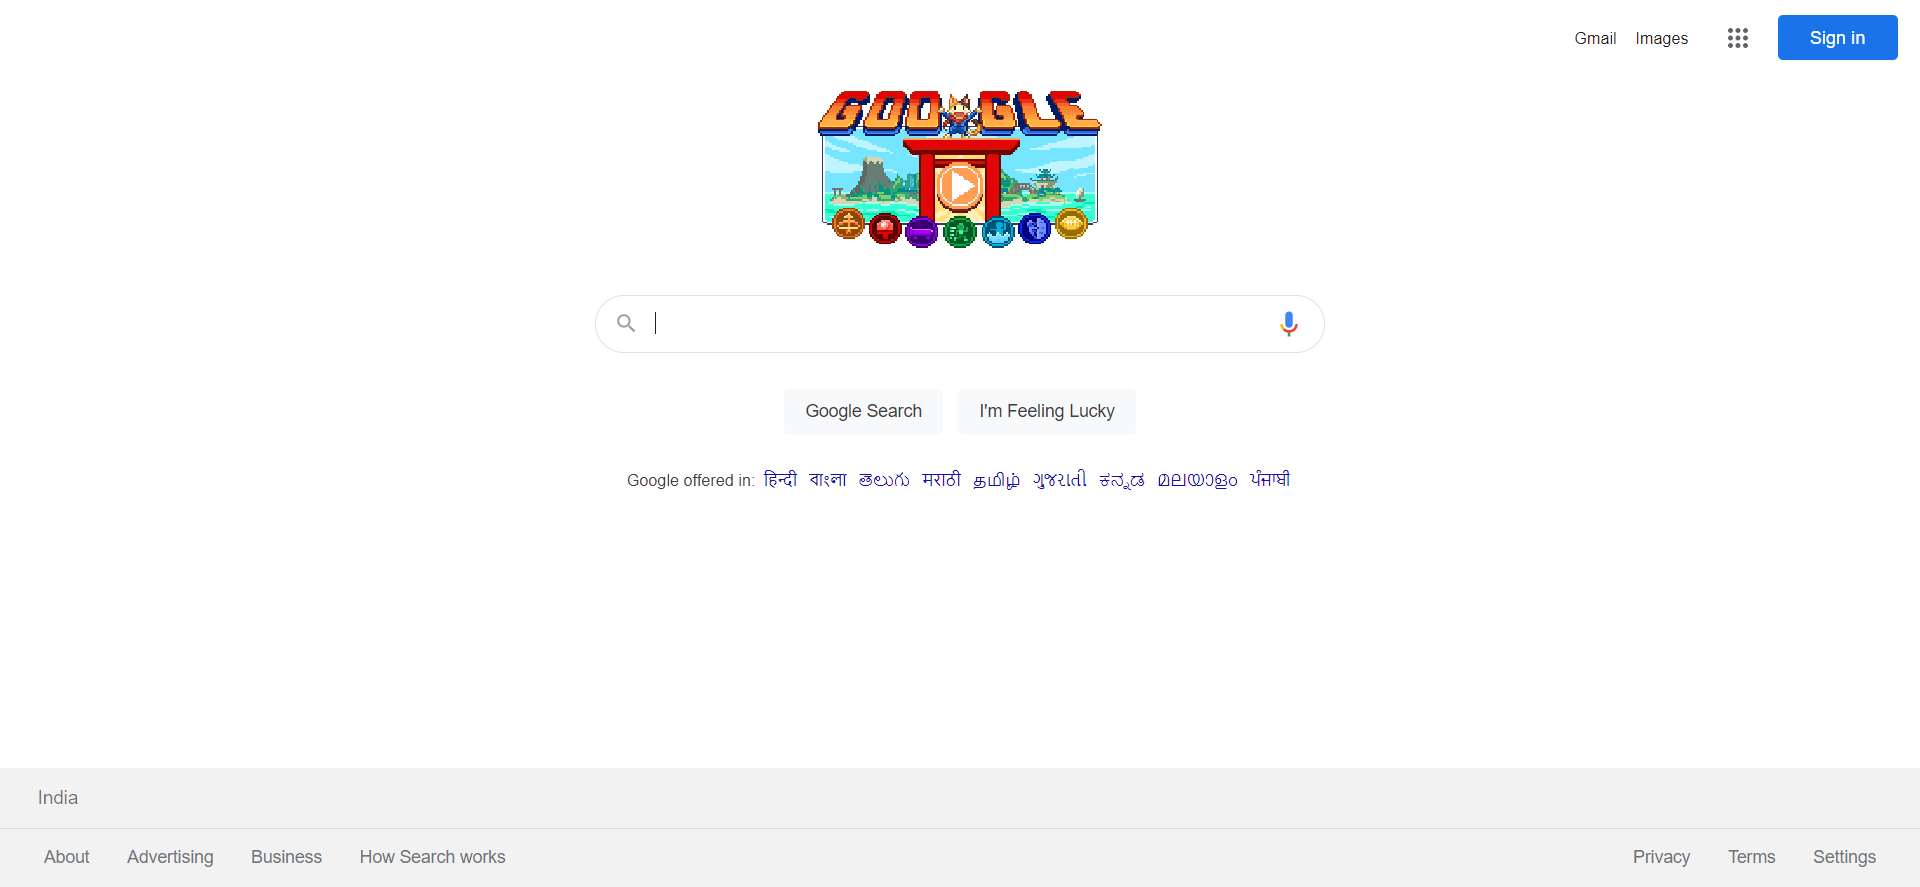 Gmail Images Sign in
GOOGLE
Google Search I'm Feeling Lucky
Google offered in: हिन्दी বাংলা తెలుగు मराठी தமிழ் ગુજરાતી ಕನ್ನಡ മലയാളം ਪੰਜਾਬੀ
India
About Advertising Business How Search works Privacy Terms Settings